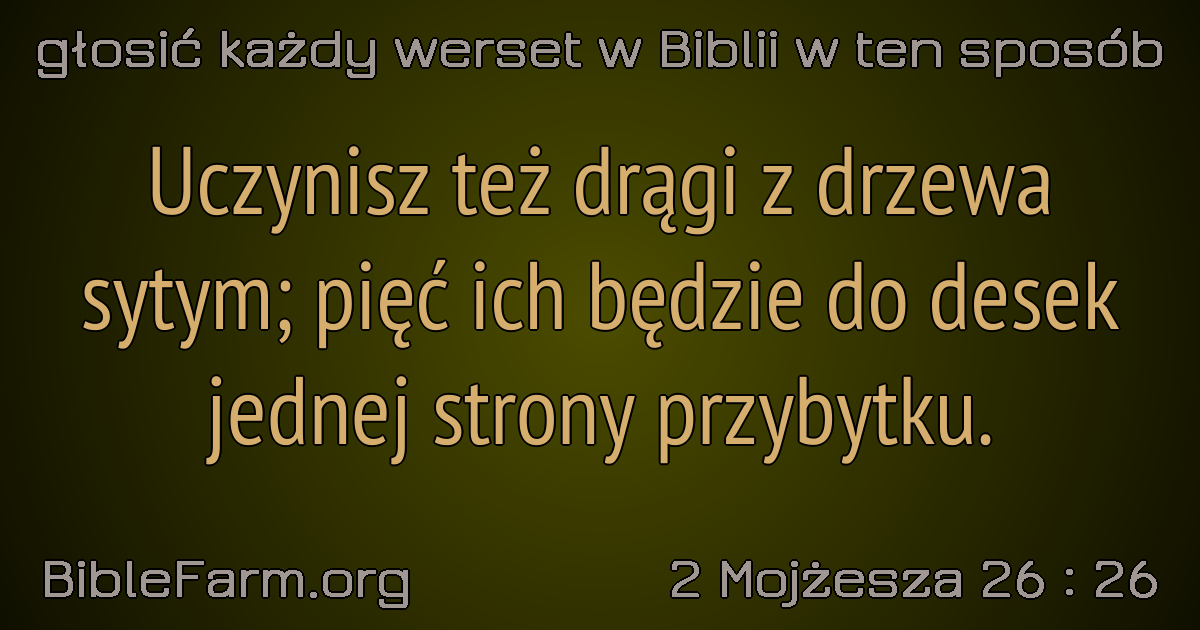 głosić każdy werset w Biblii w ten sposób
Uczynisz też drągi z drzewa
sytym; pięć ich będzie do desek
jednej strony przybytku.
BibleFarm.org
2 Mojżesza 26 : 26